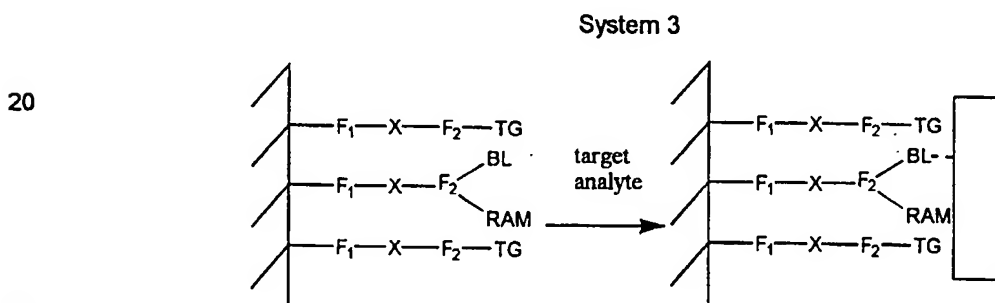 System 3
20
F₁—X—F₂—TG F₁—X—F₂—TG
BL target BL
F₁—X—F₂ analyte F₁—X—F₂
RAM RAM
F₁—X—F₂—TG F₁—X—F₂—TG